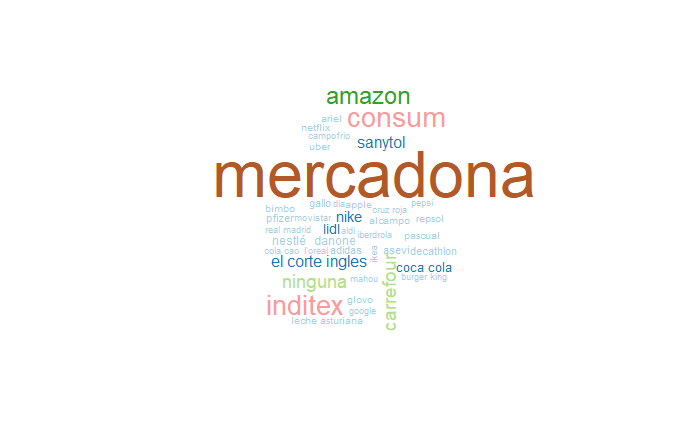 amazon
ariel consum
netflix
campofrio
uber sanytol
mercadona
gallo dia apple pepsi
bimbo cruz roja
pfizer movistar nike alcampo repsol
real madrid lidl aldi iberdrola pascual
nestlé danone
cola cao l'oreal adidas ikea asevi decathlon
el corte ingles coca cola
ninguna mahou carrefour burger king
inditex glovo
google
leche asturiana